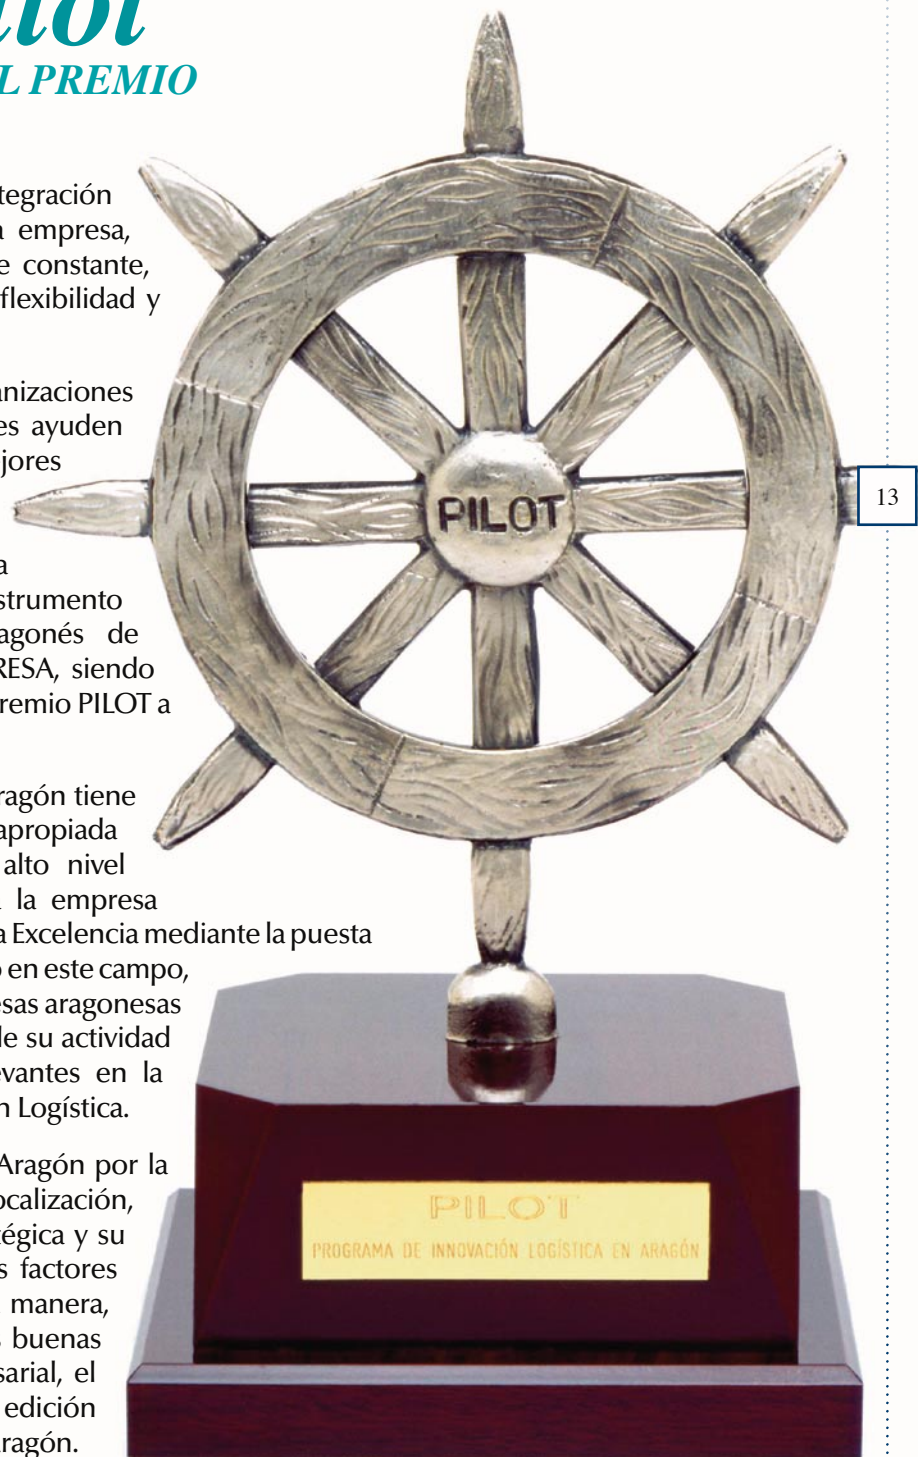 L PREMIO
tegración
a empresa,
e constante,
flexibilidad y
anizaciones
es ayuden
jores
a
strumento
agonés de
RESA, siendo
remio PILOT a
ragón tiene
apropiada
alto nivel
la empresa
a Excelencia mediante la puesta
o en este campo,
esas aragonesas
de su actividad
evantes en la
n Logística.
Aragón por la
ocalización,
tégica y su
s factores
manera,
s buenas
sarial, el
edición
ragón.
PILOT
13
PILOT
PROGRAMA DE INNOVACIÓN LOGÍSTICA EN ARAGÓN